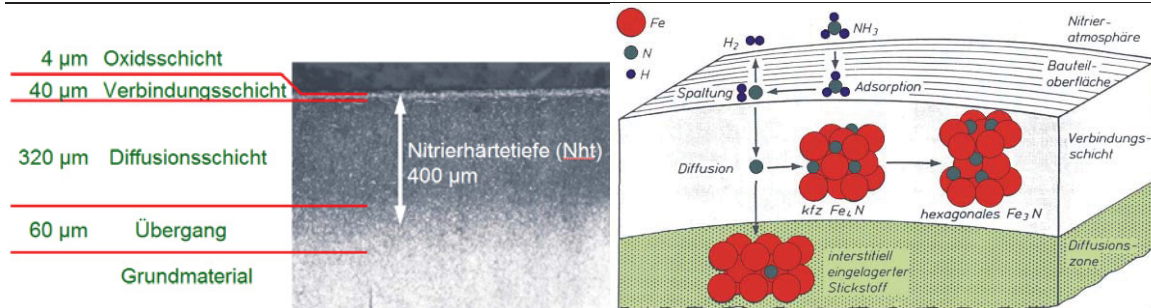 4 µm Oxidsschicht
40 µm Verbindungsschicht
320 µm Diffusionsschicht
60 µm Übergang
Grundmaterial
Nitrierhärtetiefe (Nht)
400 µm
Fe
N
H
H₂
NH₃
Nitrier-
atmosphäre
Bauteil-
oberfläche
Spaltung
Adsorption
Verbindungs-
schicht
Diffusion
kfz Fe₄N
hexagonales Fe₃N
interstitiell
eingelagerter
Stickstoff
Diffusions-
zone